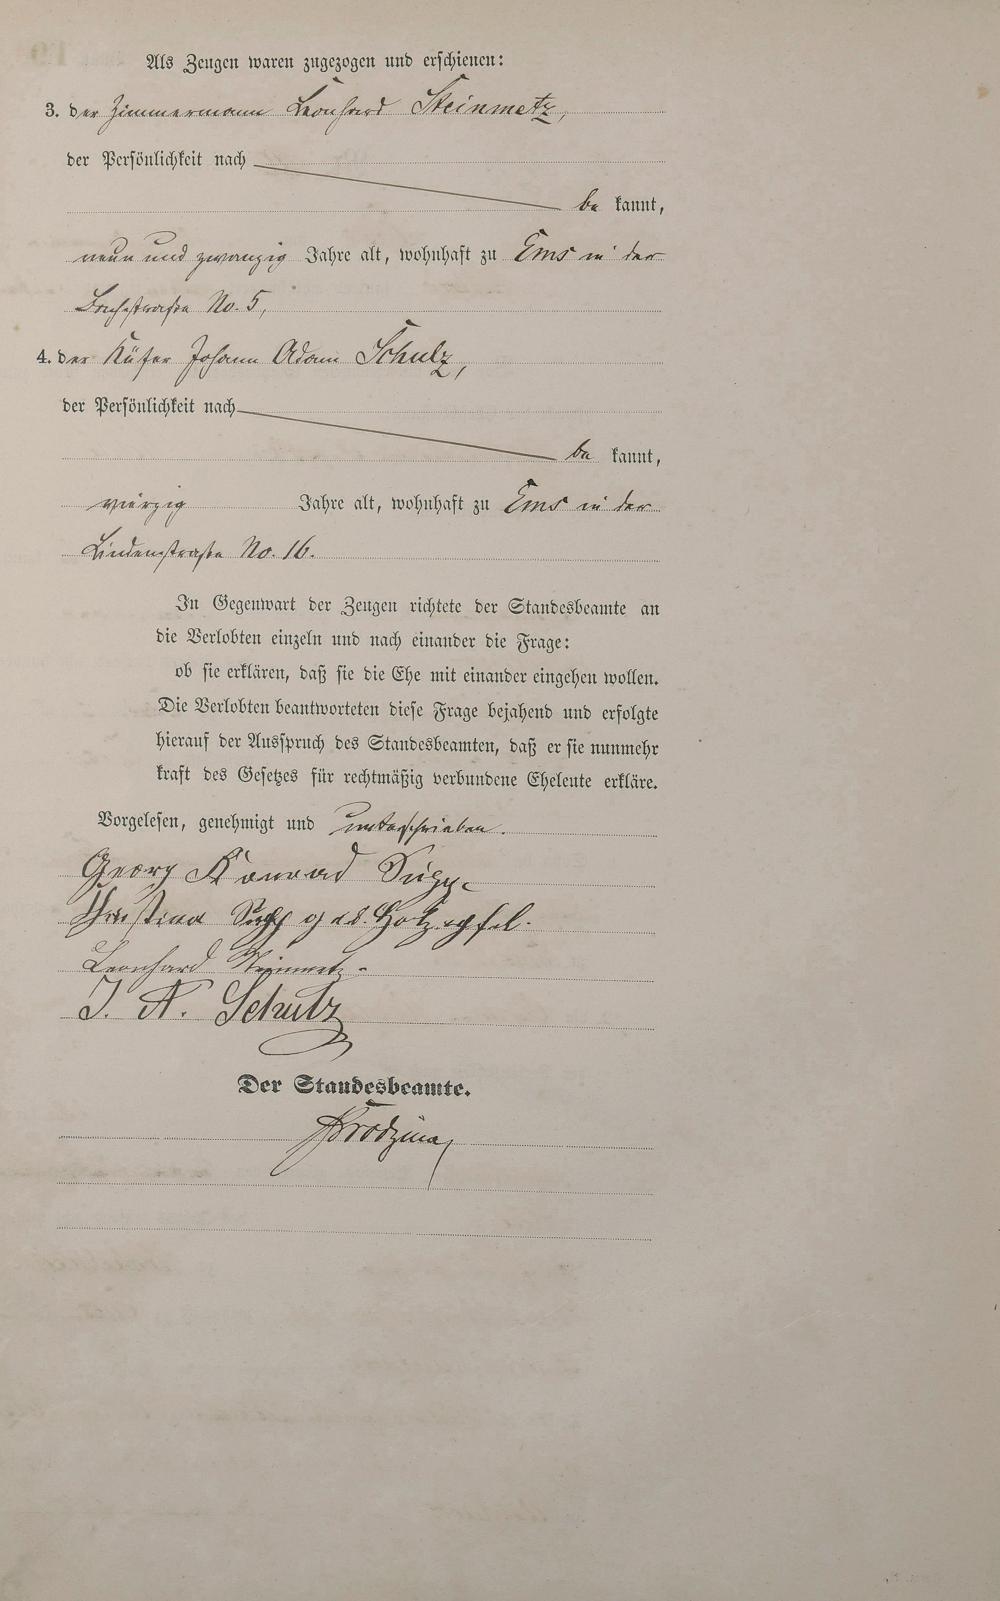 Als Zeugen waren zugezogen und erschienen:
3. der Zimmermann Leonhard Steinmetz,
der Persönlichkeit nach
be kannt,
neun und zwanzig Jahre alt, wohnhaft zu Ems in der
Bachstraße No. 5,
4. der Küfer Johann Adam Schulz,
der Persönlichkeit nach
be kannt,
vierzig Jahre alt, wohnhaft zu Ems in der
Lindenstraße No. 16.
In Gegenwart der Zeugen richtete der Standesbeamte an
die Verlobten einzeln und nach einander die Frage:
ob sie erklären, daß sie die Ehe mit einander eingehen wollen.
Die Verlobten beantworteten diese Frage bejahend und erfolgte
hierauf der Ausspruch des Standesbeamten, daß er sie nunmehr
kraft des Gesetzes für rechtmäßig verbundene Eheleute erkläre.
Vorgelesen, genehmigt und unterschrieben.
Georg Konrad
Christina geb. Holzapfel.
Leonhard Steinmetz
J. A. Schulz
Der Standesbeamte.